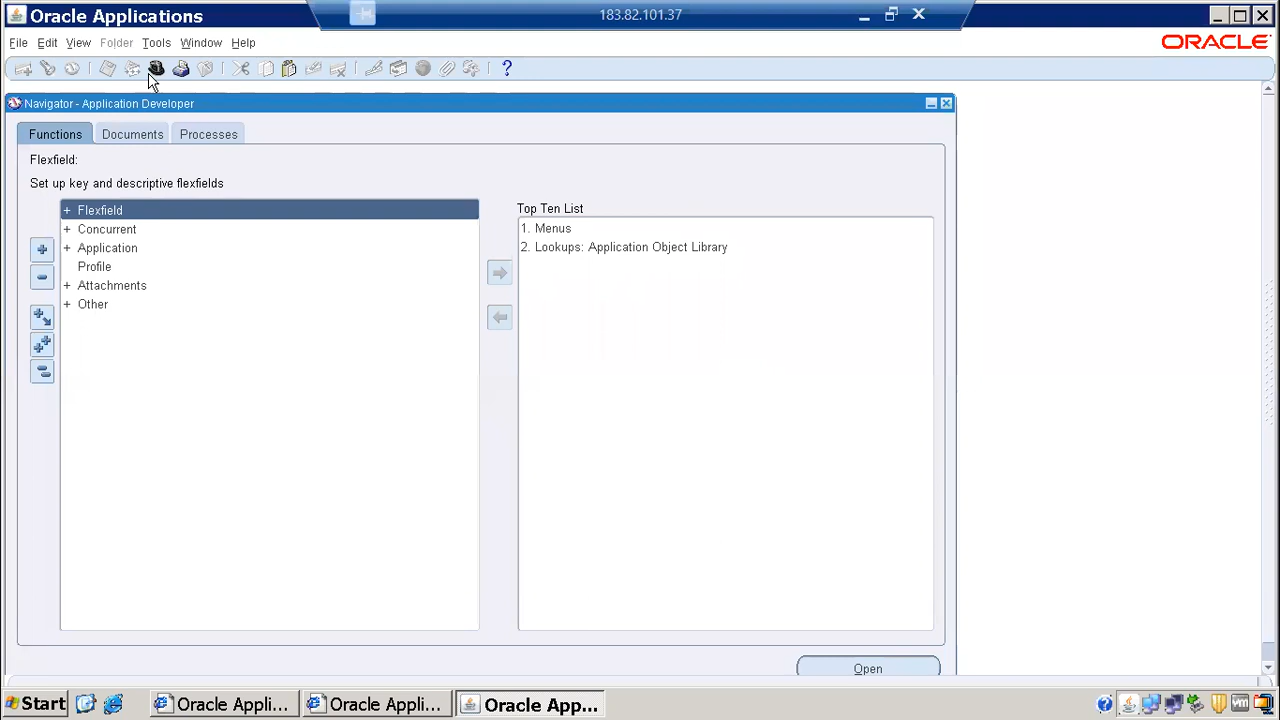 Oracle Applications
183.82.101.37
File Edit View Folder Tools Window Help
ORACLE
?
Navigator - Application Developer
Functions Documents Processes
Flexfield:
Set up key and descriptive flexfields
+ Flexfield
+ Concurrent
+ Application
Profile
+ Attachments
+ Other
Top Ten List
1. Menus
2. Lookups: Application Object Library
Open
Start
Oracle Appli...
Oracle Appli...
Oracle App...